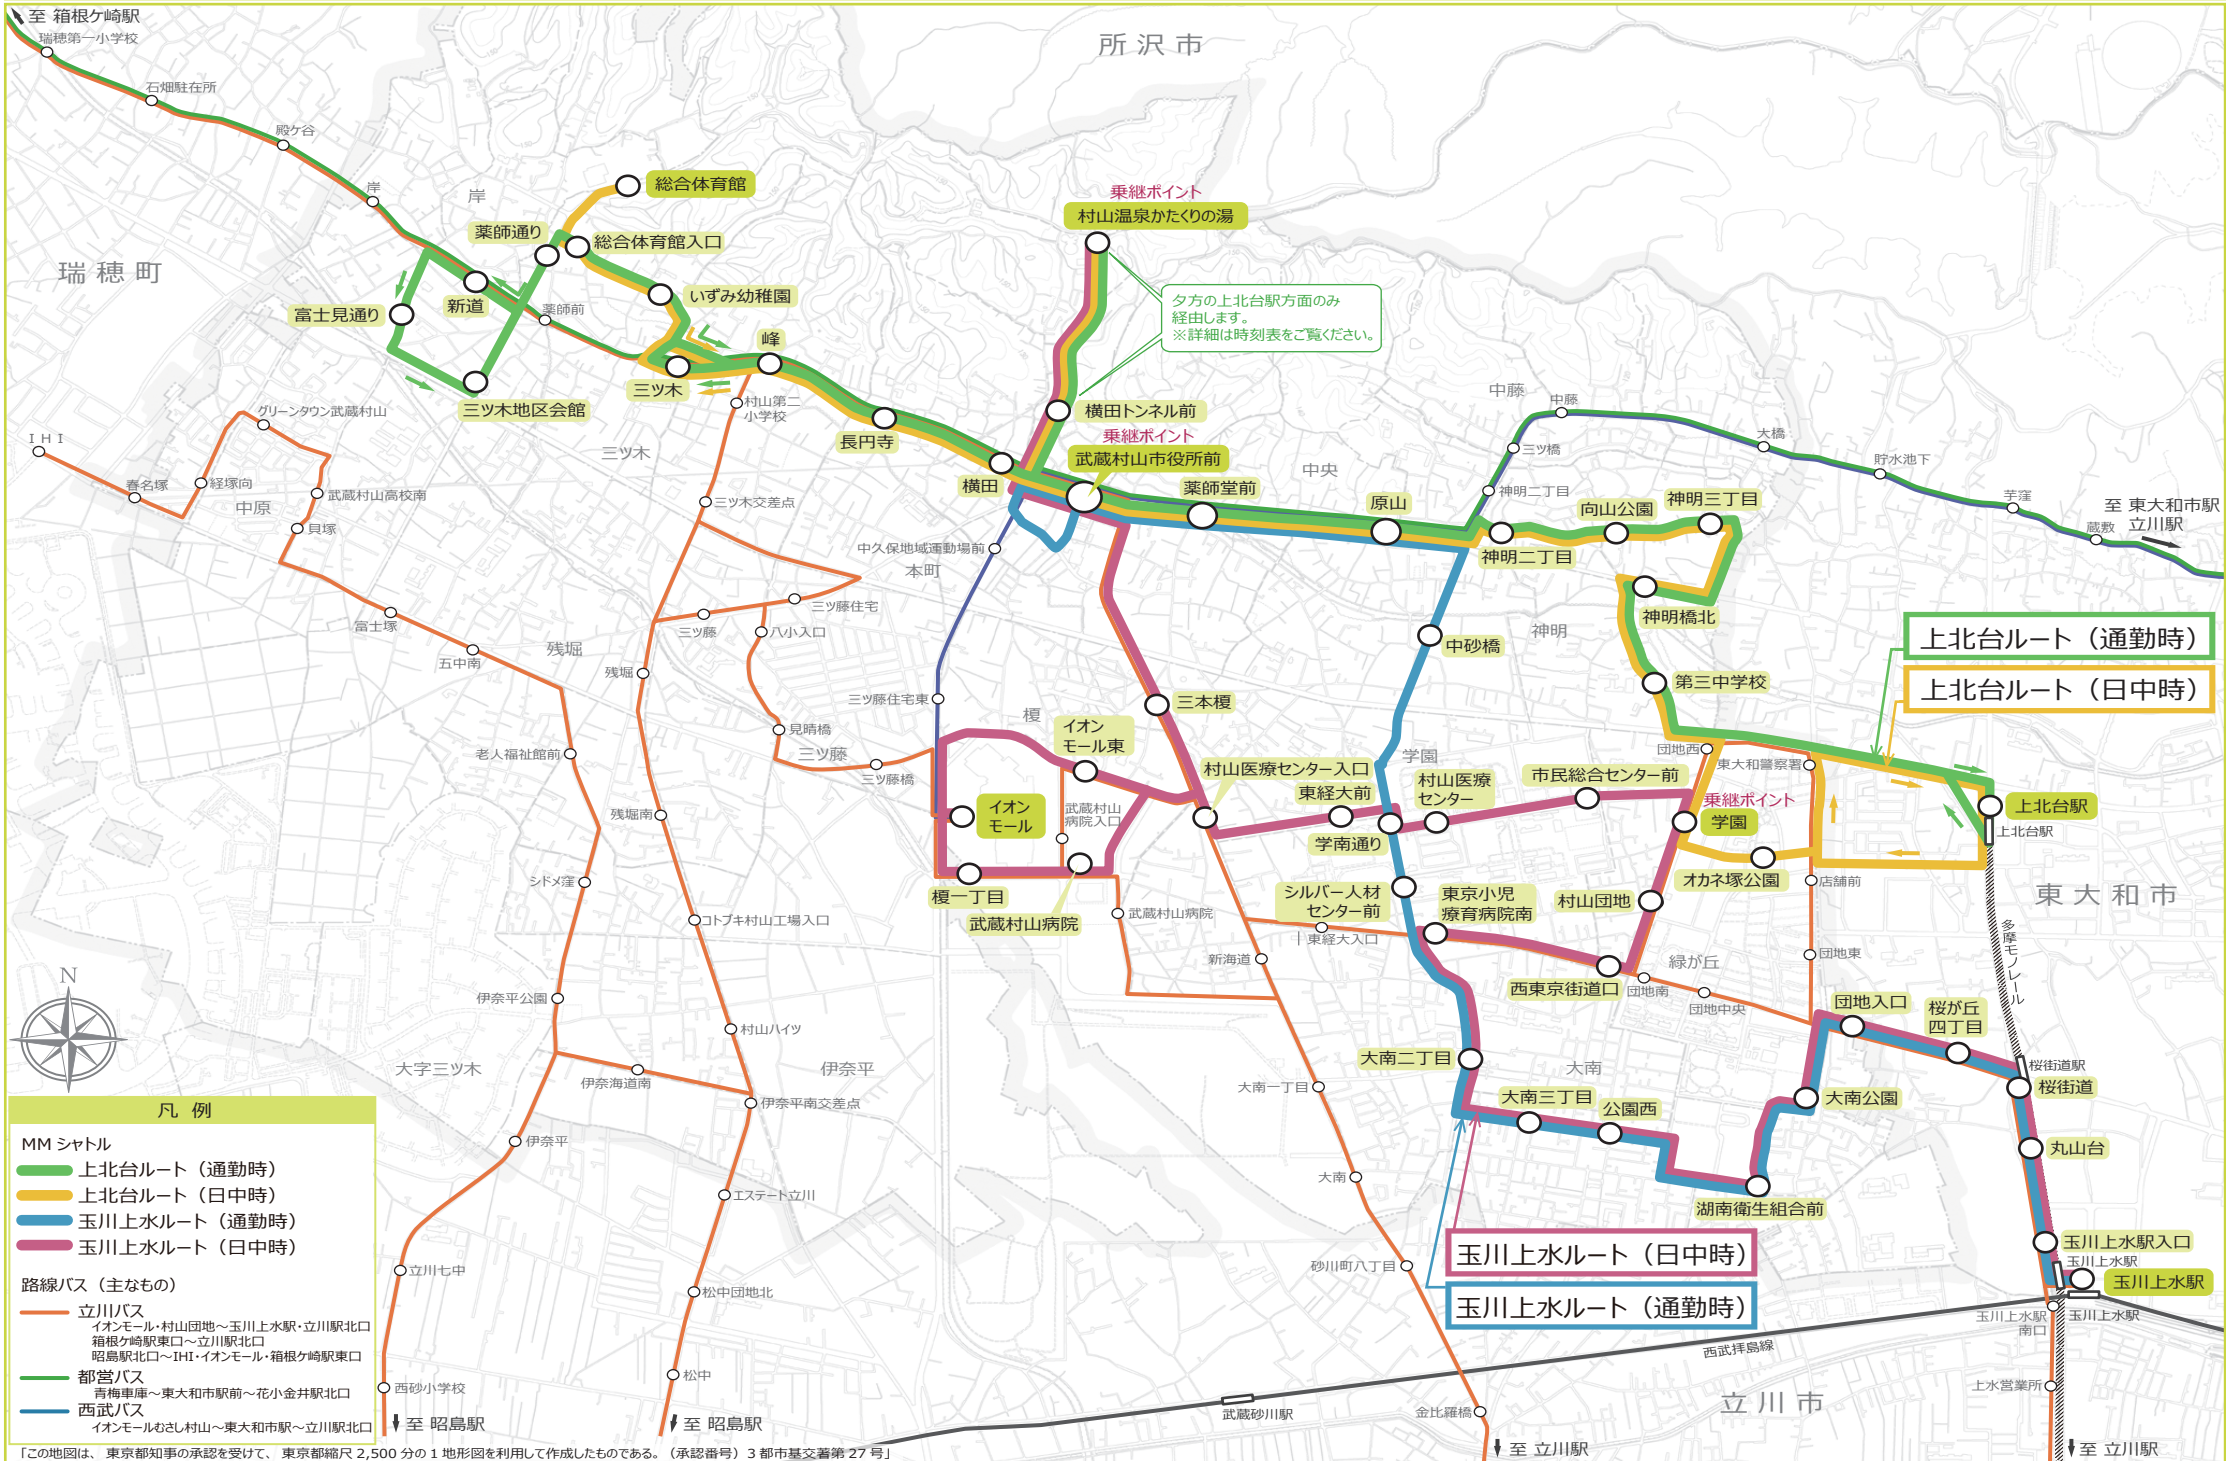 至 箱根ケ崎駅
瑞穂第一小学校
石畑駐在所
殿ケ谷
岸
岸
所沢市
瑞穂町
総合体育館
薬師通り
総合体育館入口
新道
富士見通り
いずみ幼稚園
薬師前
三ツ木地区会館
三ツ木
峰
村山第二
小学校
長円寺
横田
乗継ポイント
村山温泉かたくりの湯
夕方の上北台駅方面のみ
経由します。
※詳細は時刻表をご覧ください。
横田トンネル前
乗継ポイント
武蔵村山市役所前
薬師堂前
中央
原山
中藤
中藤
三ツ橋
神明二丁目
神明二丁目
向山公園
神明三丁目
大橋
貯水池下
芋窪
蔵敷
至 東大和市駅
立川駅
グリーンタウン武蔵村山
ＩＨＩ
春名塚
経塚向
中原
武蔵村山高校南
貝塚
富士塚
五中南
三ツ木
三ツ木交差点
三ツ藤住宅
三ツ藤
八小入口
残堀
残堀
見晴橋
三ツ藤
三ツ藤橋
中久保地域運動場前
本町
三ツ藤住宅東
榎
イオン
モール東
三本榎
神明橋北
神明
中砂橋
第三中学校
上北台ルート（通勤時）
上北台ルート（日中時）
学園
団地西
東大和警察署
村山医療センター入口
東経大前
村山医療
センター
市民総合センター前
乗継ポイント
学園
学南通り
オカネ塚公園
店舗前
上北台駅
上北台駅
東大和市
多摩モノレール
イオン
モール
武蔵村山
病院入口
榎一丁目
武蔵村山病院
武蔵村山病院
シルバー人材
センター前
東経大入口
東京小児
療育病院南
村山団地
西東京街道口
緑が丘
団地南
団地中央
団地東
団地入口
桜が丘
四丁目
桜街道駅
桜街道
老人福祉館前
残堀南
シドメ窪
コトブキ村山工場入口
新海道
伊奈平公園
村山ハイツ
大字三ツ木
伊奈海道南
伊奈平
伊奈平南交差点
伊奈平
大南一丁目
大南二丁目
大南
大南三丁目
公園西
大南公園
湖南衛生組合前
丸山台
玉川上水駅入口
玉川上水駅
玉川上水駅
玉川上水駅
玉川上水駅
南口
上水営業所
大南
エステート立川
立川七中
松中団地北
松中
西砂小学校
砂川町八丁目
玉川上水ルート（日中時）
玉川上水ルート（通勤時）
西武拝島線
武蔵砂川駅
金比羅橋
立川市
至 昭島駅
至 昭島駅
至 立川駅
至 立川駅
N
凡 例
MM シャトル
上北台ルート（通勤時）
上北台ルート（日中時）
玉川上水ルート（通勤時）
玉川上水ルート（日中時）
路線バス（主なもの）
立川バス
イオンモール・村山団地～玉川上水駅・立川駅北口
箱根ケ崎駅東口～立川駅北口
昭島駅北口～IHI・イオンモール・箱根ケ崎駅東口
都営バス
青梅車庫～東大和市駅前～花小金井駅北口
西武バス
イオンモールむさし村山～東大和市駅～立川駅北口
「この地図は、東京都知事の承認を受けて、東京都縮尺 2,500 分の 1 地形図を利用して作成したものである。（承認番号）3 都市基交著第 27 号」